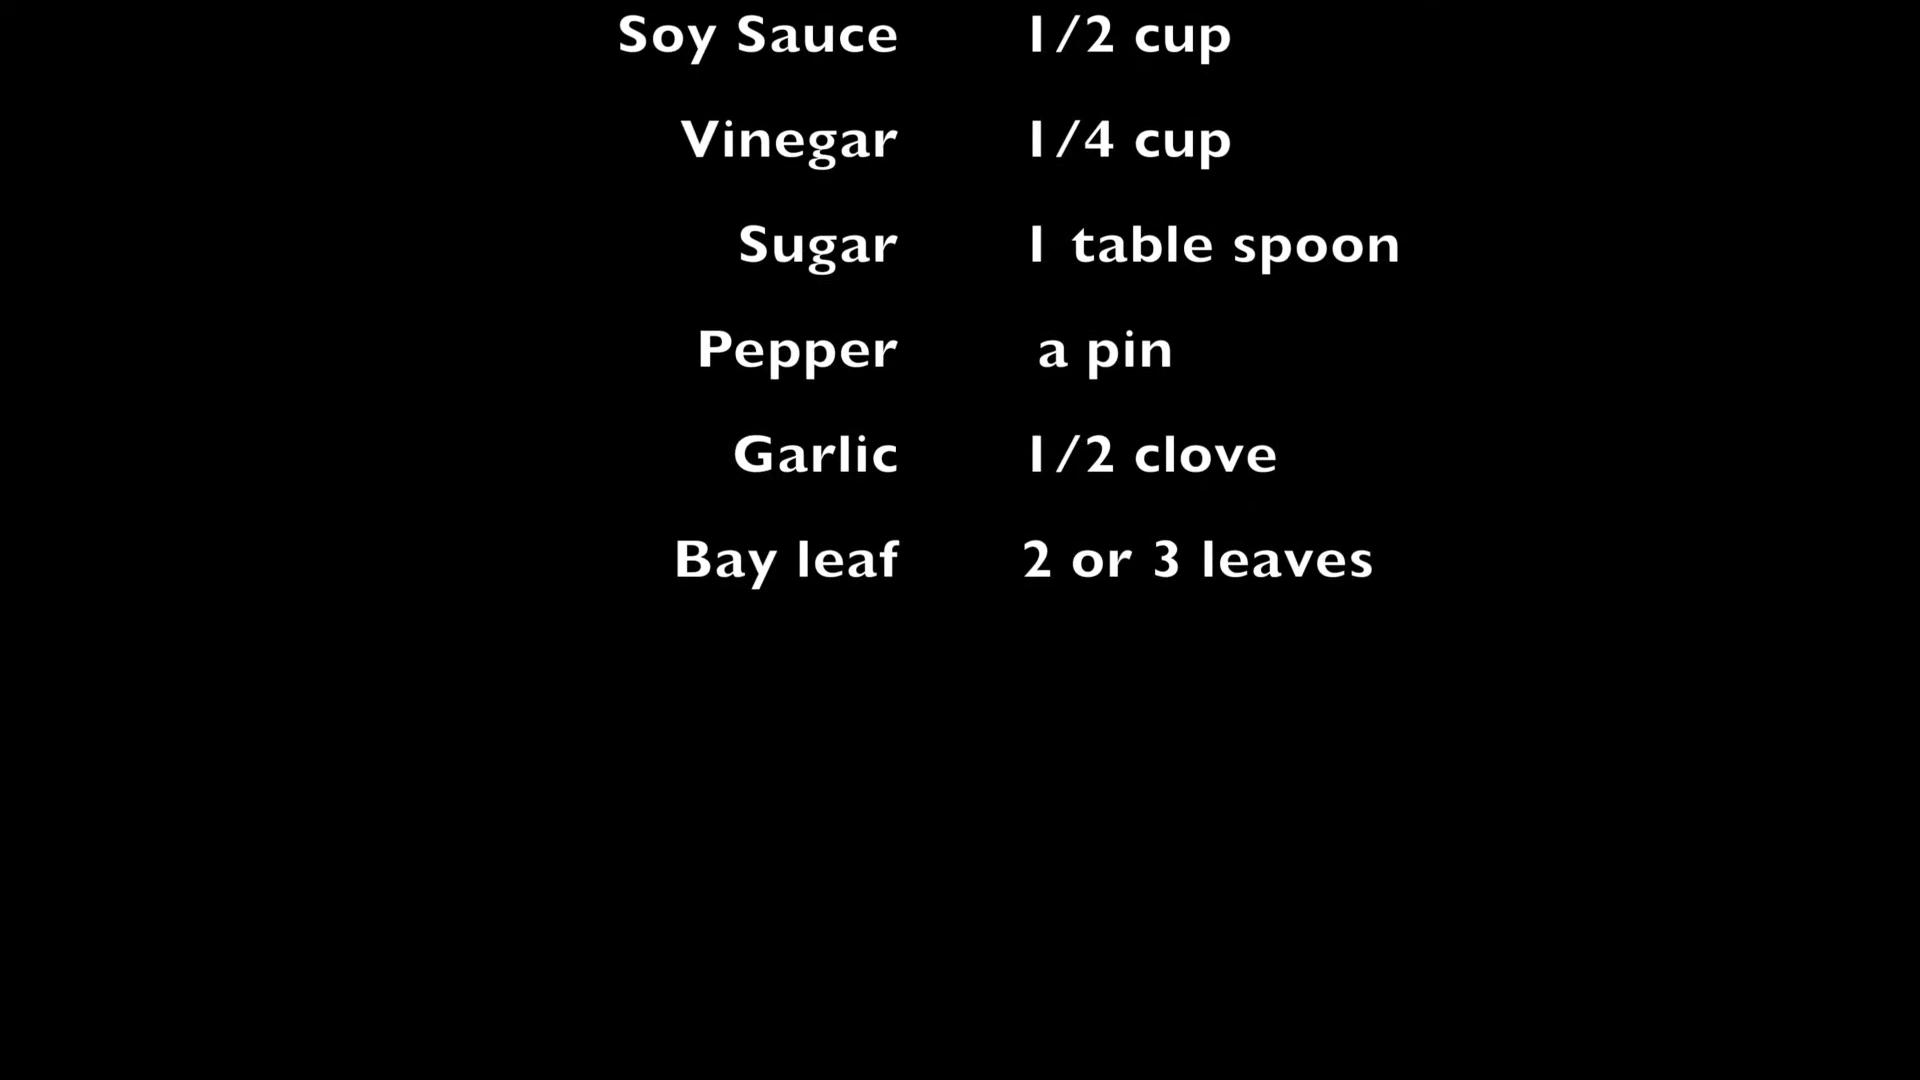 Soy Sauce 1/2 cup
Vinegar 1/4 cup
Sugar 1 table spoon
Pepper a pin
Garlic 1/2 clove
Bay leaf 2 or 3 leaves